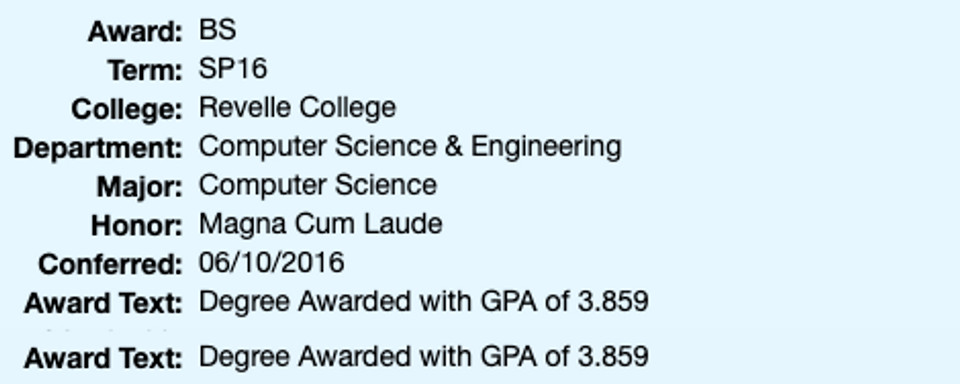 Award: BS
Term: SP16
College: Revelle College
Department: Computer Science & Engineering
Major: Computer Science
Honor: Magna Cum Laude
Conferred: 06/10/2016
Award Text: Degree Awarded with GPA of 3.859
Award Text: Degree Awarded with GPA of 3.859